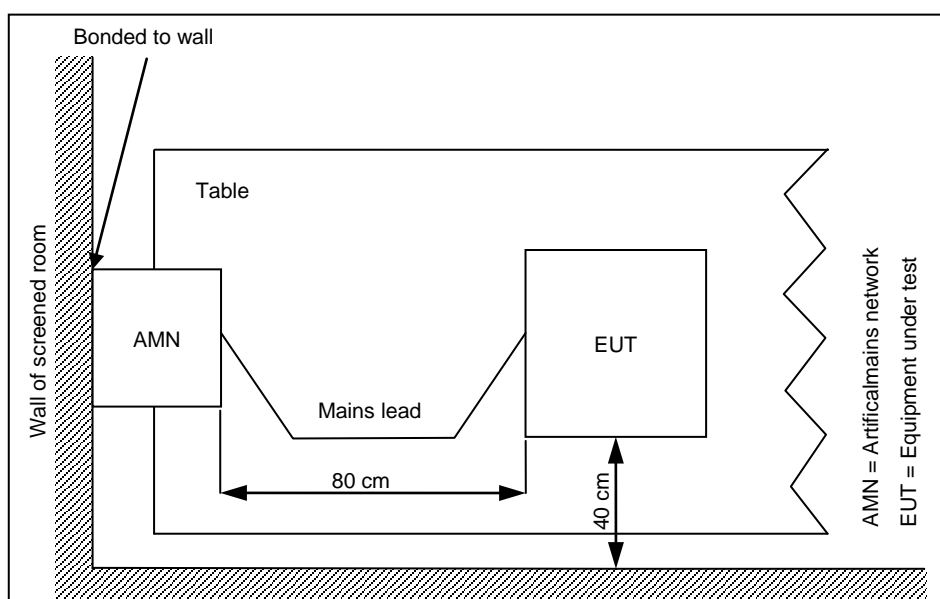 Bonded to wall
Table
Wall of screened room
AMN
EUT
Mains lead
80 cm
40 cm
AMN = Artificalmains network
EUT = Equipment under test